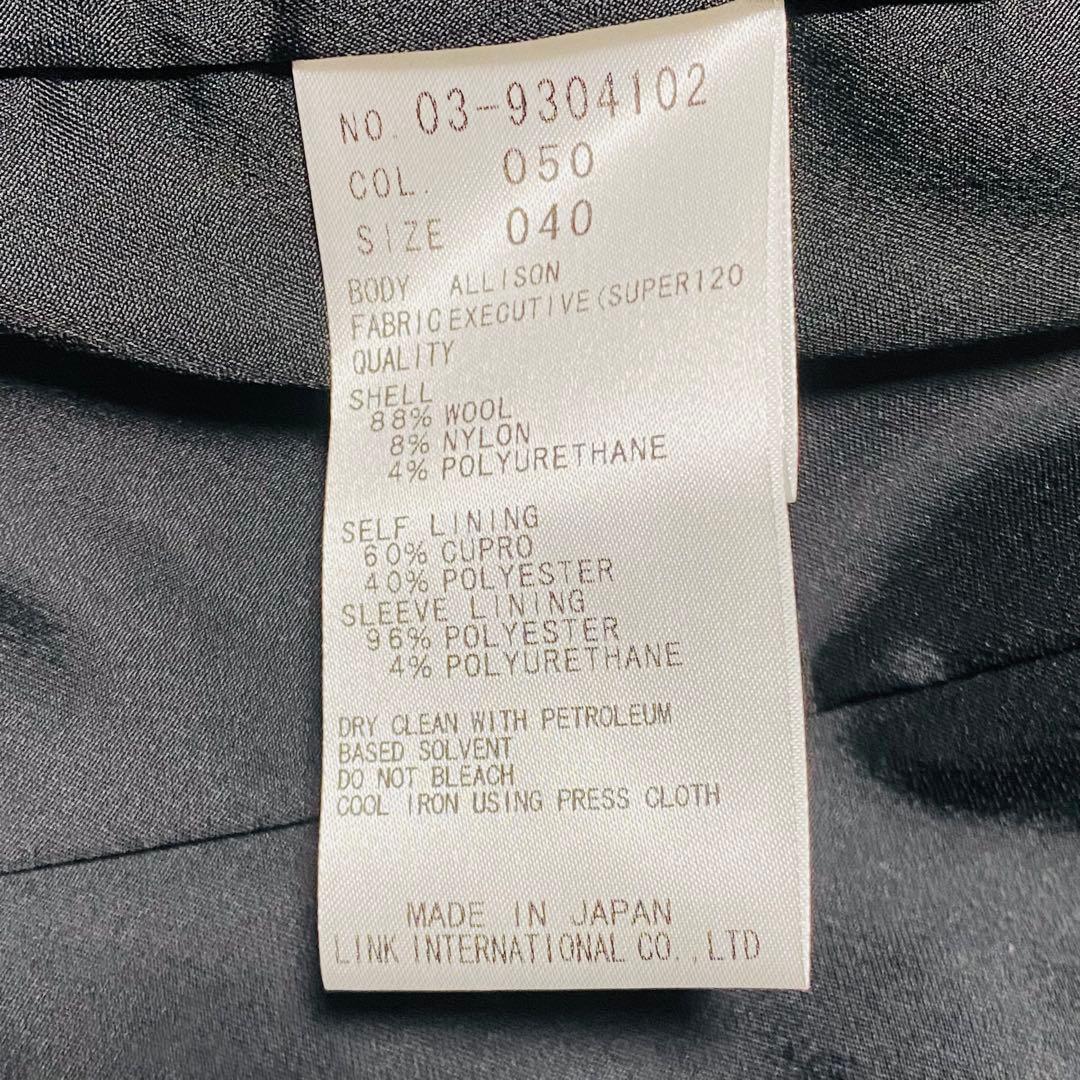 NO. 03-9304102
COL. 050
SIZE 040
BODY ALLISON
FABRIC EXECUTIVE (SUPER120
QUALITY
SHELL
88% WOOL
8% NYLON
4% POLYURETHANE
SELF LINING
60% CUPRO
40% POLYESTER
SLEEVE LINING
96% POLYESTER
4% POLYURETHANE
DRY CLEAN WITH PETROLEUM
BASED SOLVENT
DO NOT BLEACH
COOL IRON USING PRESS CLOTH
MADE IN JAPAN
LINK INTERNATIONAL CO., LTD